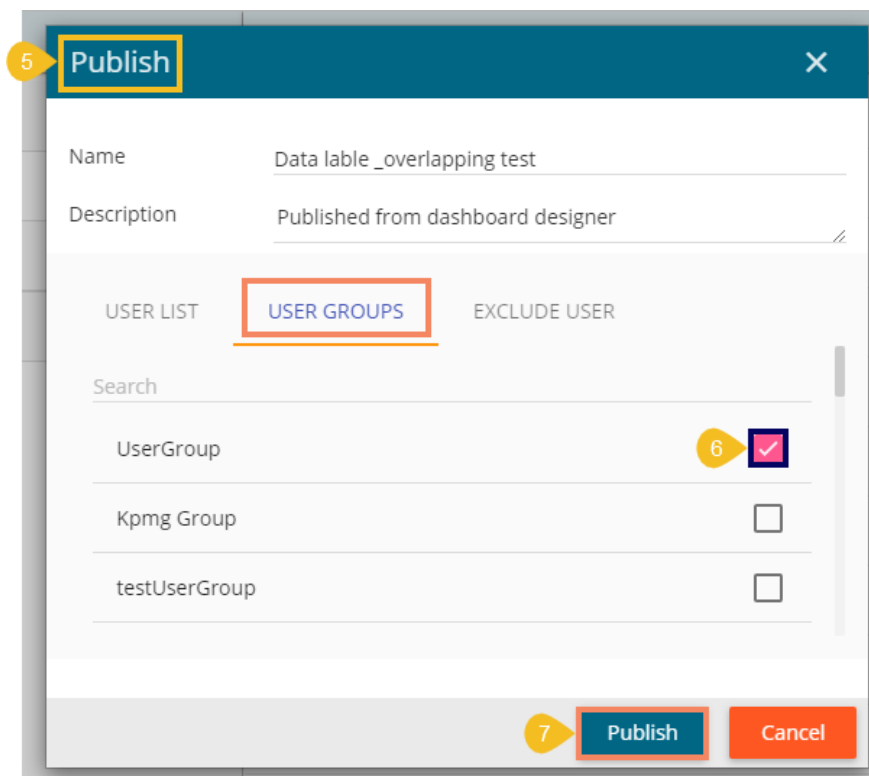 5 Publish
Name Data lable _overlapping test
Description Published from dashboard designer
USER LIST USER GROUPS EXCLUDE USER
Search
UserGroup 6
Kpmg Group
testUserGroup
7 Publish Cancel